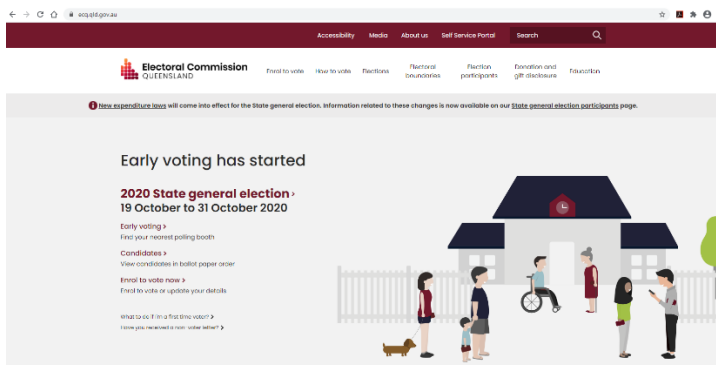 ecq.qld.gov.au
Accessibility Media About us Self Service Portal Search
Electoral Commission
QUEENSLAND
Enrol to vote How to vote Elections Electoral boundaries Election participants Donation and gift disclosure Education
New expenditure laws will come into effect for the State general election. Information related to these changes is now available on our State general election participants page.
Early voting has started
2020 State general election ›
19 October to 31 October 2020
Early voting ›
Find your nearest polling booth
Candidates ›
View candidates in ballot paper order
Enrol to vote now ›
Enrol to vote or update your details
What to do if I'm a first time voter? ›
Have you received a non-voter letter? ›